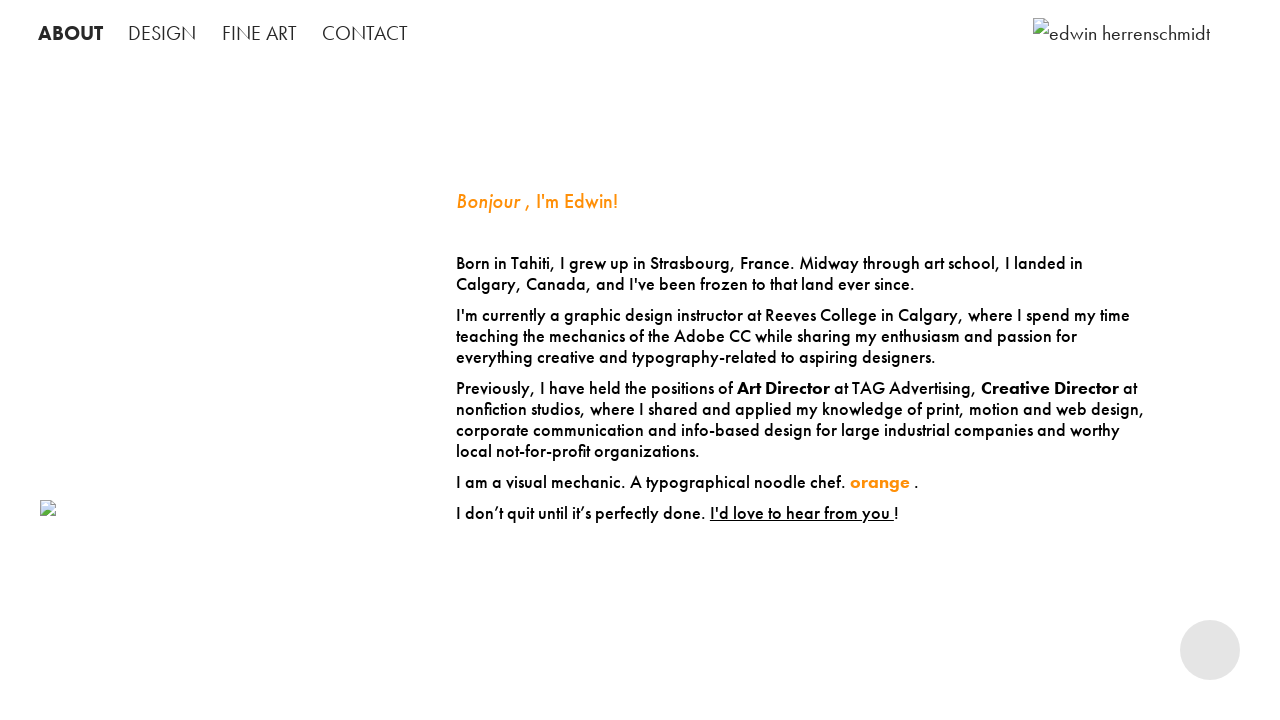 ABOUT DESIGN FINE ART CONTACT edwin herrenschmidt
Bonjour , I'm Edwin!
Born in Tahiti, I grew up in Strasbourg, France. Midway through art school, I landed in
Calgary, Canada, and I've been frozen to that land ever since.
I'm currently a graphic design instructor at Reeves College in Calgary, where I spend my time
teaching the mechanics of the Adobe CC while sharing my enthusiasm and passion for
everything creative and typography-related to aspiring designers.
Previously, I have held the positions of Art Director at TAG Advertising, Creative Director at
nonfiction studios, where I shared and applied my knowledge of print, motion and web design,
corporate communication and info-based design for large industrial companies and worthy
local not-for-profit organizations.
I am a visual mechanic. A typographical noodle chef. orange .
I don’t quit until it’s perfectly done. I'd love to hear from you !